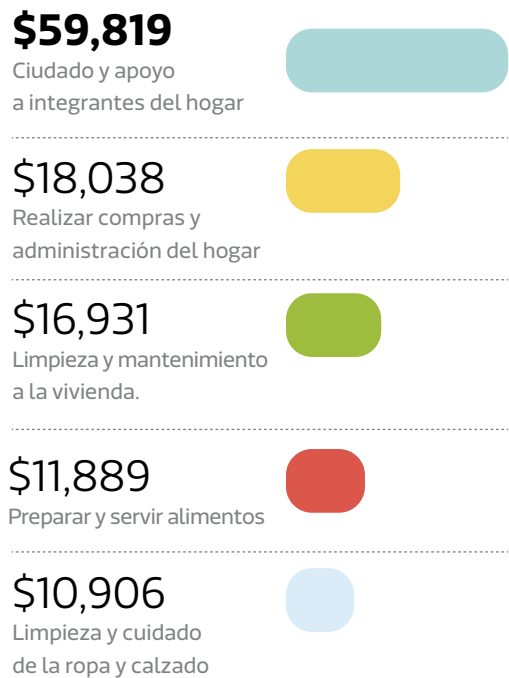 $59,819
Ciudado y apoyo
a integrantes del hogar
$18,038
Realizar compras y
administración del hogar
$16,931
Limpieza y mantenimiento
a la vivienda.
$11,889
Preparar y servir alimentos
$10,906
Limpieza y cuidado
de la ropa y calzado